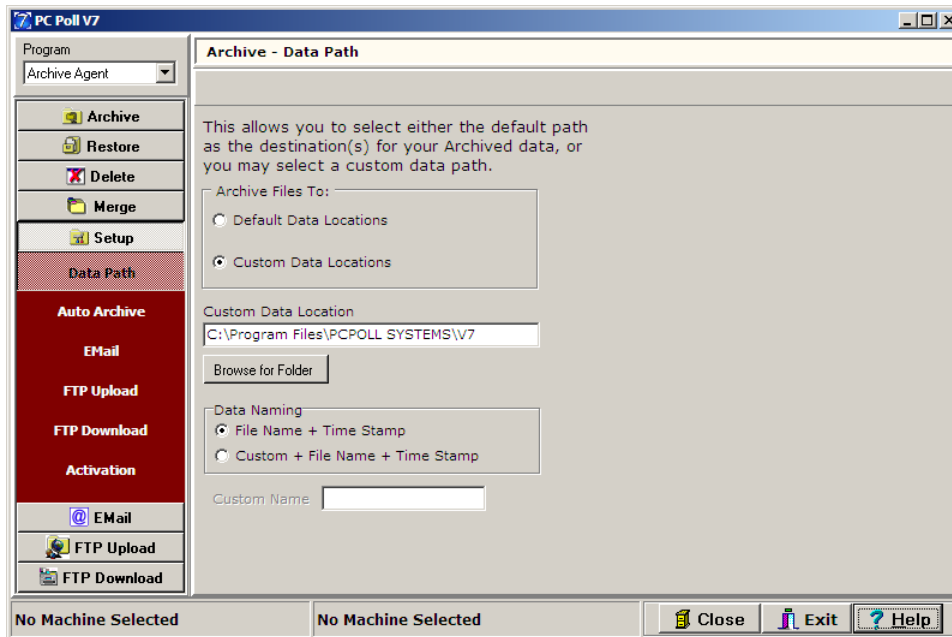 PC Poll V7
Program
Archive Agent
Archive - Data Path
Archive
Restore
Delete
Merge
Setup
Data Path
Auto Archive
EMail
FTP Upload
FTP Download
Activation
EMail
FTP Upload
FTP Download
This allows you to select either the default path
as the destination(s) for your Archived data, or
you may select a custom data path.
Archive Files To:
Default Data Locations
Custom Data Locations
Custom Data Location
C:\Program Files\PCPOLL SYSTEMS\V7
Browse for Folder
Data Naming
File Name + Time Stamp
Custom + File Name + Time Stamp
Custom Name
No Machine Selected
No Machine Selected
Close
Exit
? Help